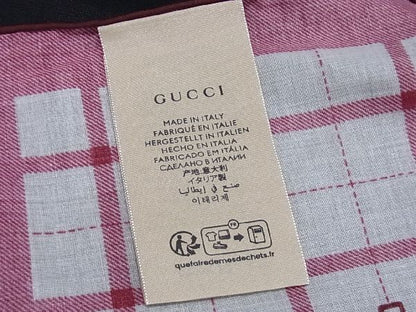 GUCCI
MADE IN ITALY
FABRIQUÉ EN ITALIE
HERGESTELLT IN ITALIEN
HECHO EN ITALIA
FABRICADO EM ITÁLIA
СДЕЛАНО В ИТАЛИИ
产地:意大利
イタリア製
صنع في إيطاليا
이태리제
FR
quefairedemesdechets.fr